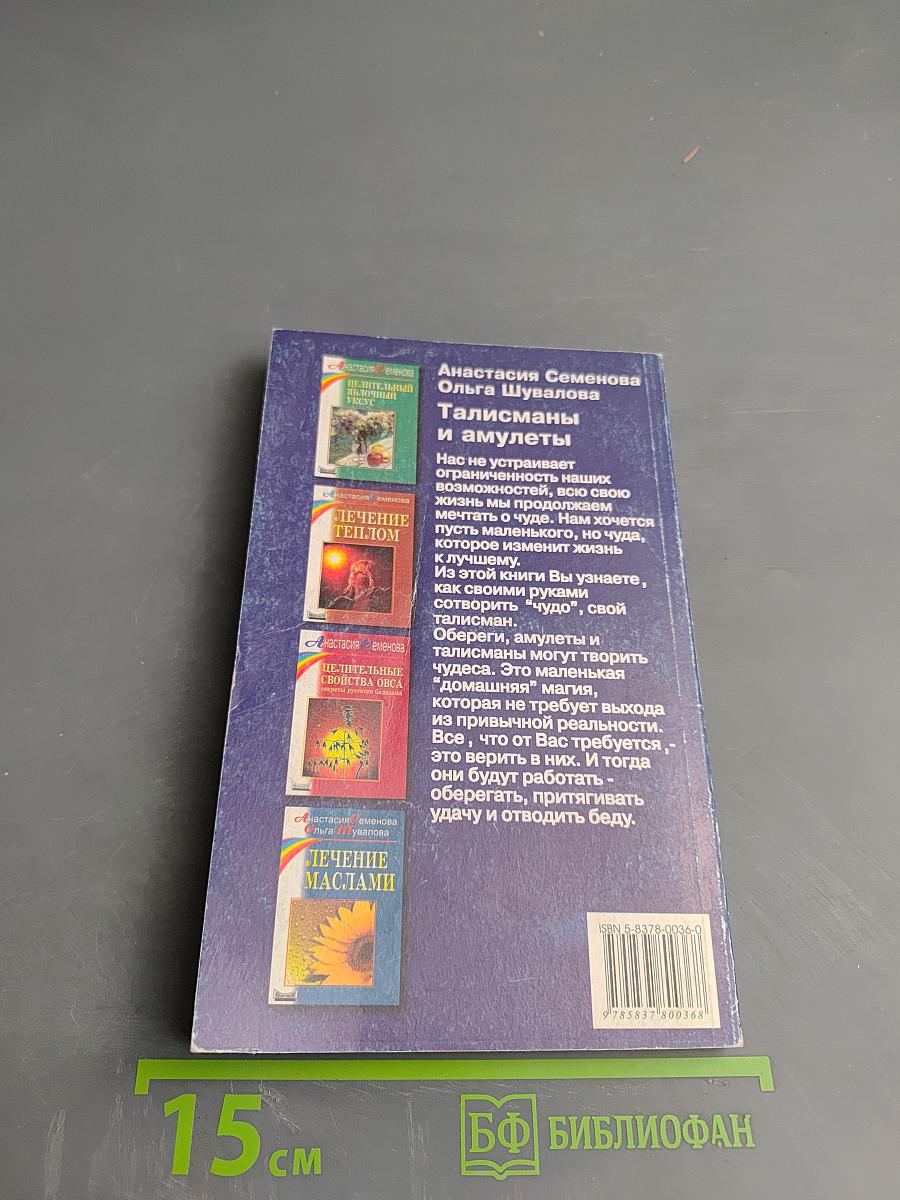 Анастасия Семенова
ЦЕЛИТЕЛЬНЫЙ
ЯБЛОЧНЫЙ
УКСУС
Анастасия Семенова
ЛЕЧЕНИЕ
ТЕПЛОМ
Анастасия Семенова
ЦЕЛИТЕЛЬНЫЕ
СВОЙСТВА ОВСА
секреты русского бальзама
Анастасия Семенова
Ольга Шувалова
ЛЕЧЕНИЕ
МАСЛАМИ
Анастасия Семенова
Ольга Шувалова
Талисманы
и амулеты
Нас не устраивает
ограниченность наших
возможностей, всю свою
жизнь мы продолжаем
мечтать о чуде. Нам хочется
пусть маленького, но чуда,
которое изменит жизнь
к лучшему.
Из этой книги Вы узнаете ,
как своими руками
сотворить "чудо" , свой
талисман.
Обереги, амулеты и
талисманы могут творить
чудеса. Это маленькая
"домашняя" магия,
которая не требует выхода
из привычной реальности.
Все , что от Вас требуется ,-
это верить в них. И тогда
они будут работать -
оберегать, притягивать
удачу и отводить беду.
ISBN 5-8378-0036-0
9 785837 800368
15 см
БФ БИБЛИОФАН